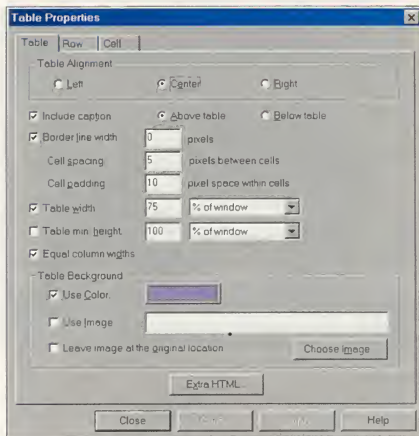 Table Properties
Table Row Cell
Table Alignment
Left Center Right
Include caption Above table Below table
Border line width 0 pixels
Cell spacing: 5 pixels between cells
Cell padding: 10 pixel space within cells
Table width: 75 % of window
Table min. height: 100 % of window
Equal column widths
Table Background
Use Color:
Use Image
Leave image at the original location Choose Image
Extra HTML...
Close Help